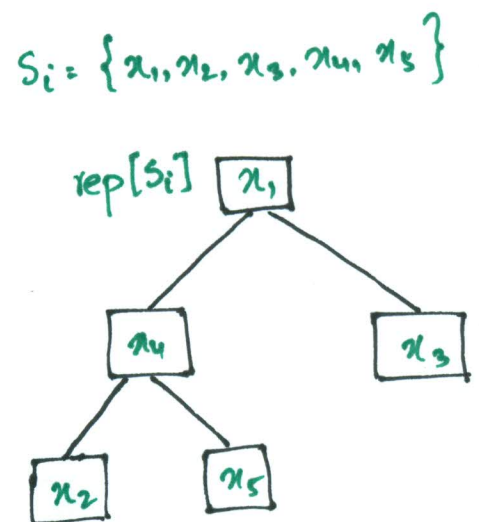 Si = {x1, x2, x3, x4, x5}
rep[Si] x1
x4 x3
x2 x5